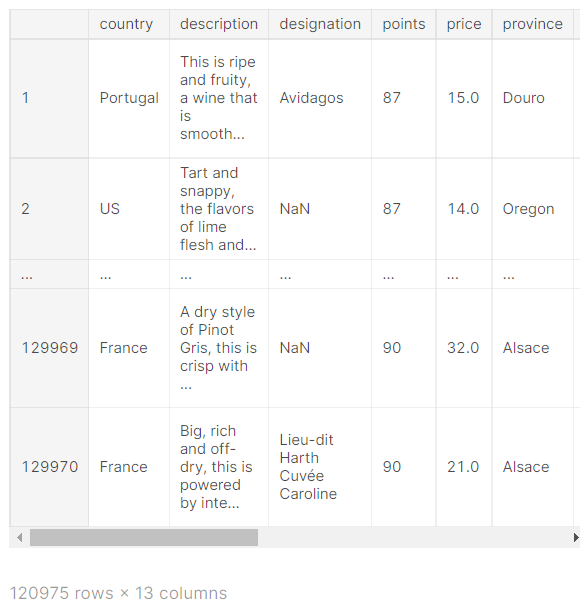 country description designation points price province
This is ripe
and fruity,
1 Portugal a wine that Avidagos 87 15.0 Douro
is
smooth...
Tart and
snappy,
2 US the flavors NaN 87 14.0 Oregon
of lime
flesh and...
... ... ... ... ... ... ...
A dry style
of Pinot
129969 France Gris, this is NaN 90 32.0 Alsace
crisp with
...
Big, rich
and off- Lieu-dit
129970 France dry, this is Harth 90 21.0 Alsace
powered Cuvée
by inte... Caroline
120975 rows × 13 columns